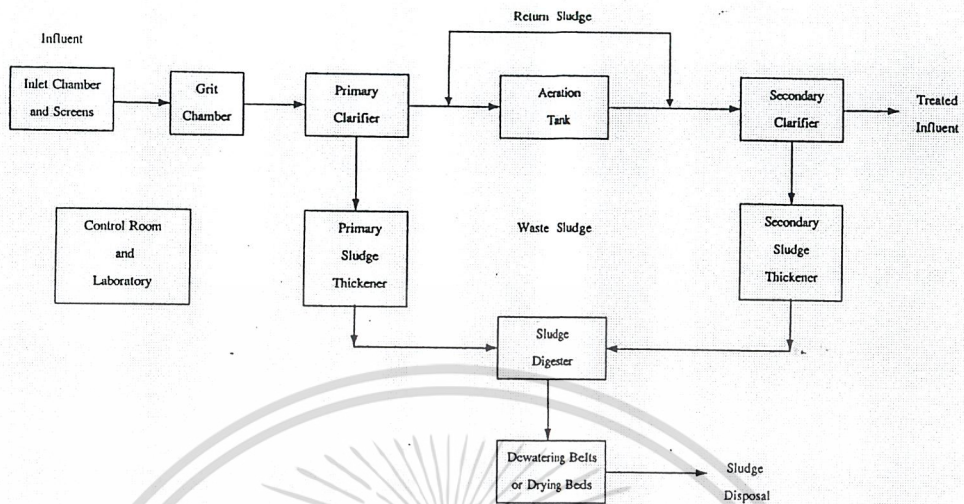 Return Sludge
Influent
Inlet Chamber
and Screens
Grit
Chamber
Primary
Clarifier
Aeration
Tank
Secondary
Clarifier
Treated
Influent
Control Room
and
Laboratory
Primary
Sludge
Thickener
Waste Sludge
Secondary
Sludge
Thickener
Sludge
Digester
Dewatering Belts
or Drying Beds
Sludge
Disposal